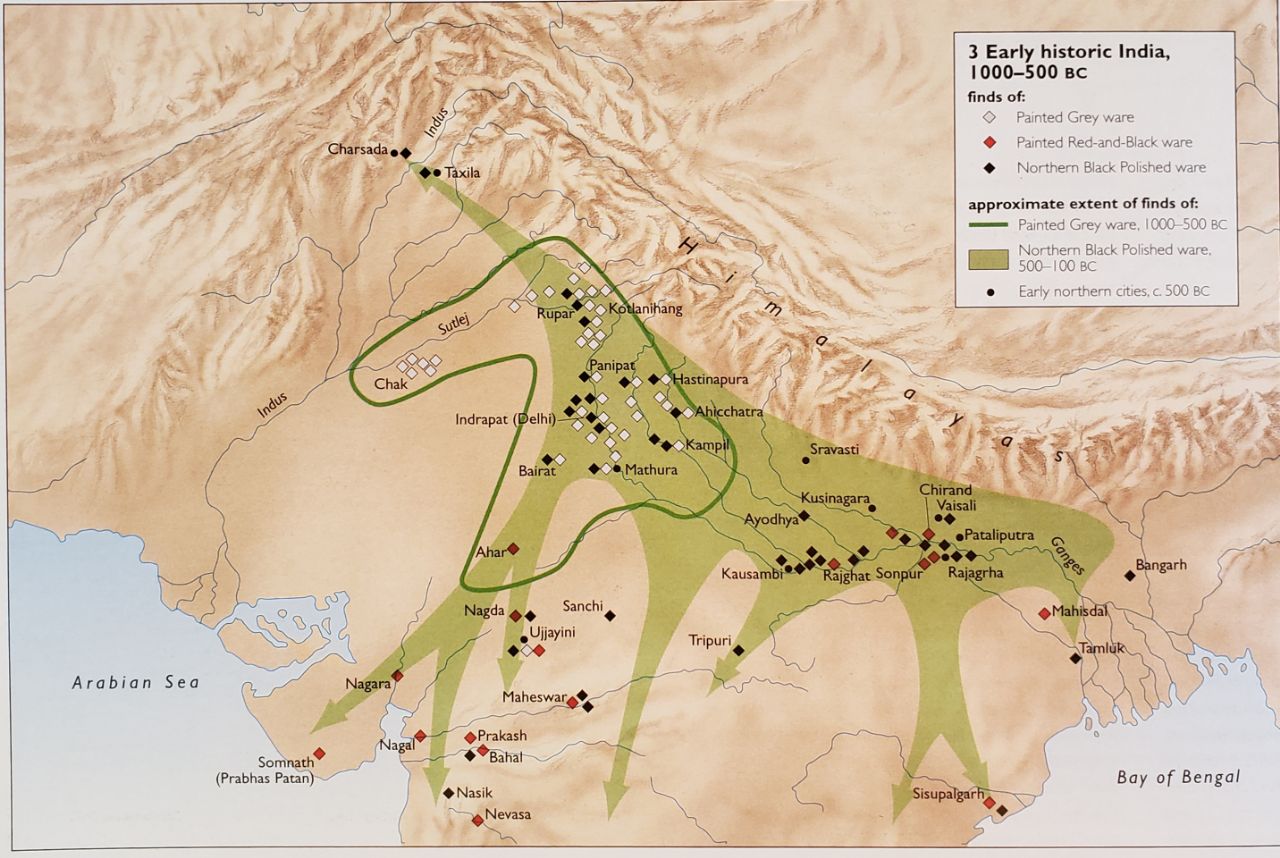 3 Early historic India,
1000–500 BC
finds of:
Painted Grey ware
Painted Red-and-Black ware
Northern Black Polished ware
approximate extent of finds of:
Painted Grey ware, 1000–500 BC
Northern Black Polished ware,
500–100 BC
Early northern cities, c. 500 BC
Indus
Charsada
Taxila
Himalayas
Sutlej
Rupar
Kotlanihang
Chak
Indus
Panipat
Hastinapura
Indrapat (Delhi)
Ahicchatra
Kampil
Bairat
Mathura
Sravasti
Kusinagara
Chirand
Vaisali
Ayodhya
Pataliputra
Ganges
Ahar
Kausambi
Rajghat
Sonpur
Rajagrha
Bangarh
Nagda
Sanchi
Mahisdal
Ujjayini
Tripuri
Tamluk
Arabian Sea
Nagara
Maheswar
Nagal
Prakash
Bahal
Somnath
(Prabhas Patan)
Bay of Bengal
Nasik
Sisupalgarh
Nevasa